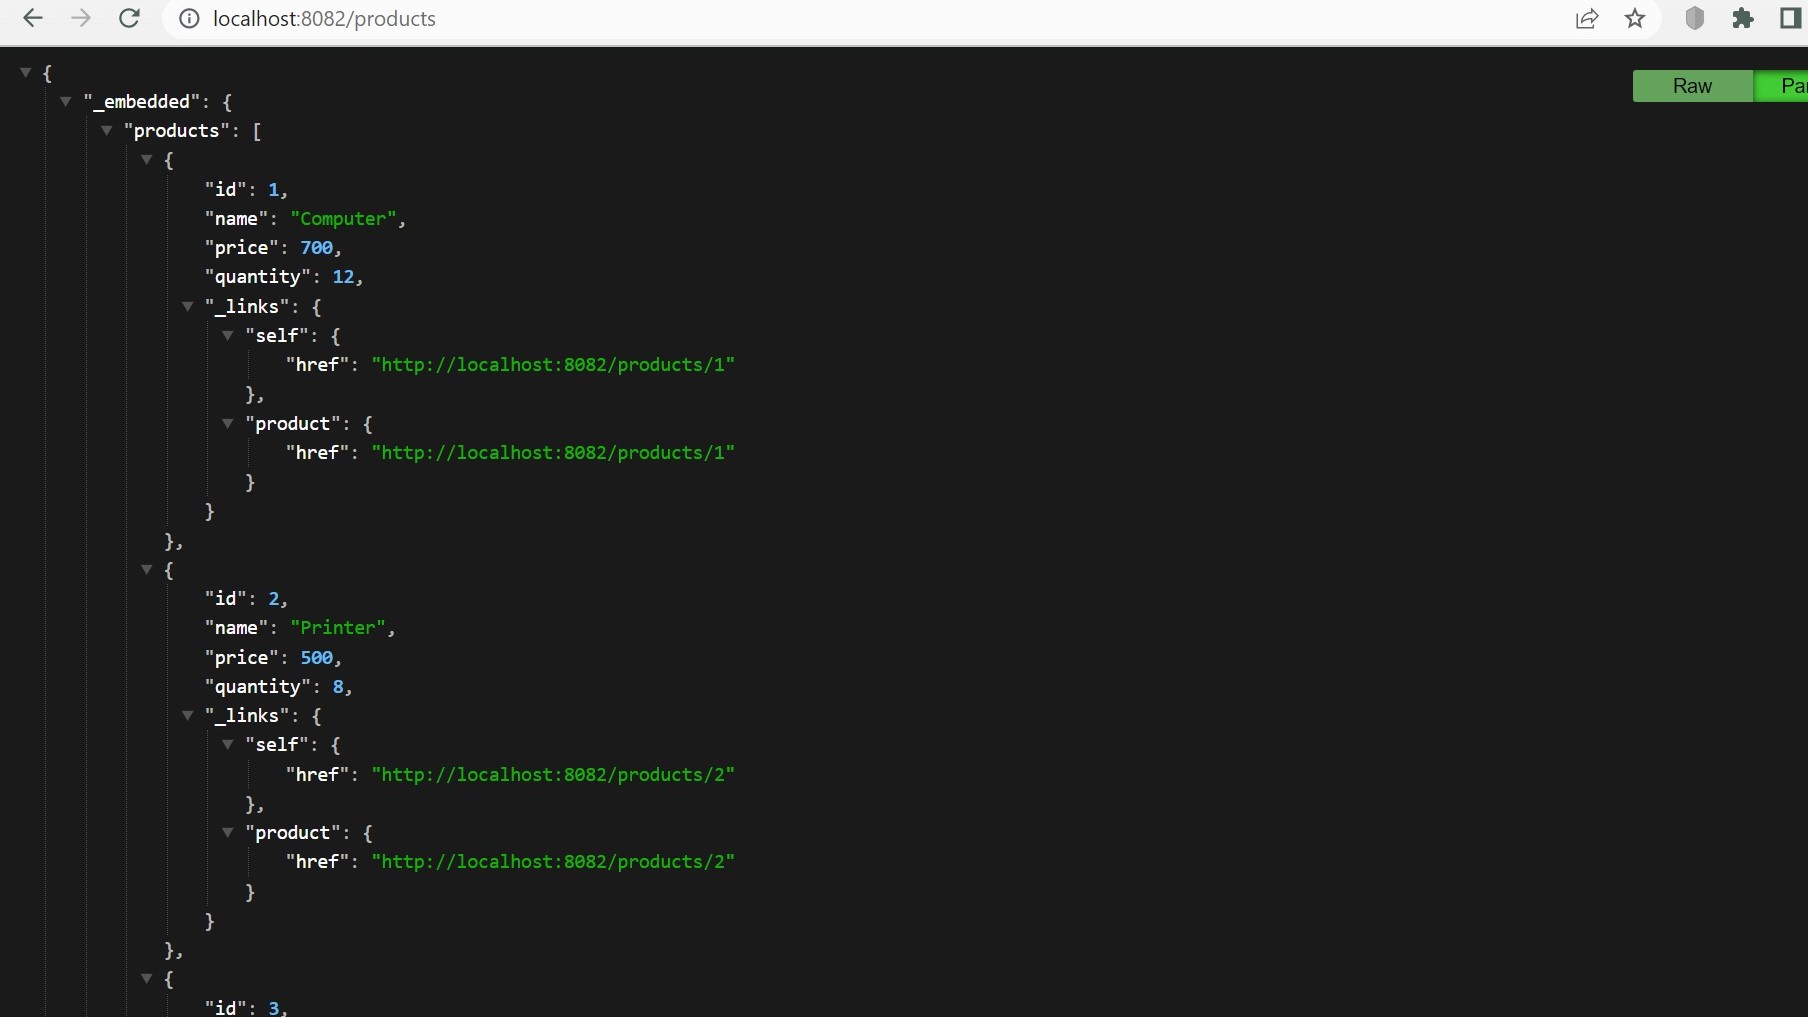 localhost:8082/products
Raw
{
"_embedded": {
"products": [
{
"id": 1,
"name": "Computer",
"price": 700,
"quantity": 12,
"_links": {
"self": {
"href": "http://localhost:8082/products/1"
},
"product": {
"href": "http://localhost:8082/products/1"
}
}
},
{
"id": 2,
"name": "Printer",
"price": 500,
"quantity": 8,
"_links": {
"self": {
"href": "http://localhost:8082/products/2"
},
"product": {
"href": "http://localhost:8082/products/2"
}
}
},
{
"id": 3,